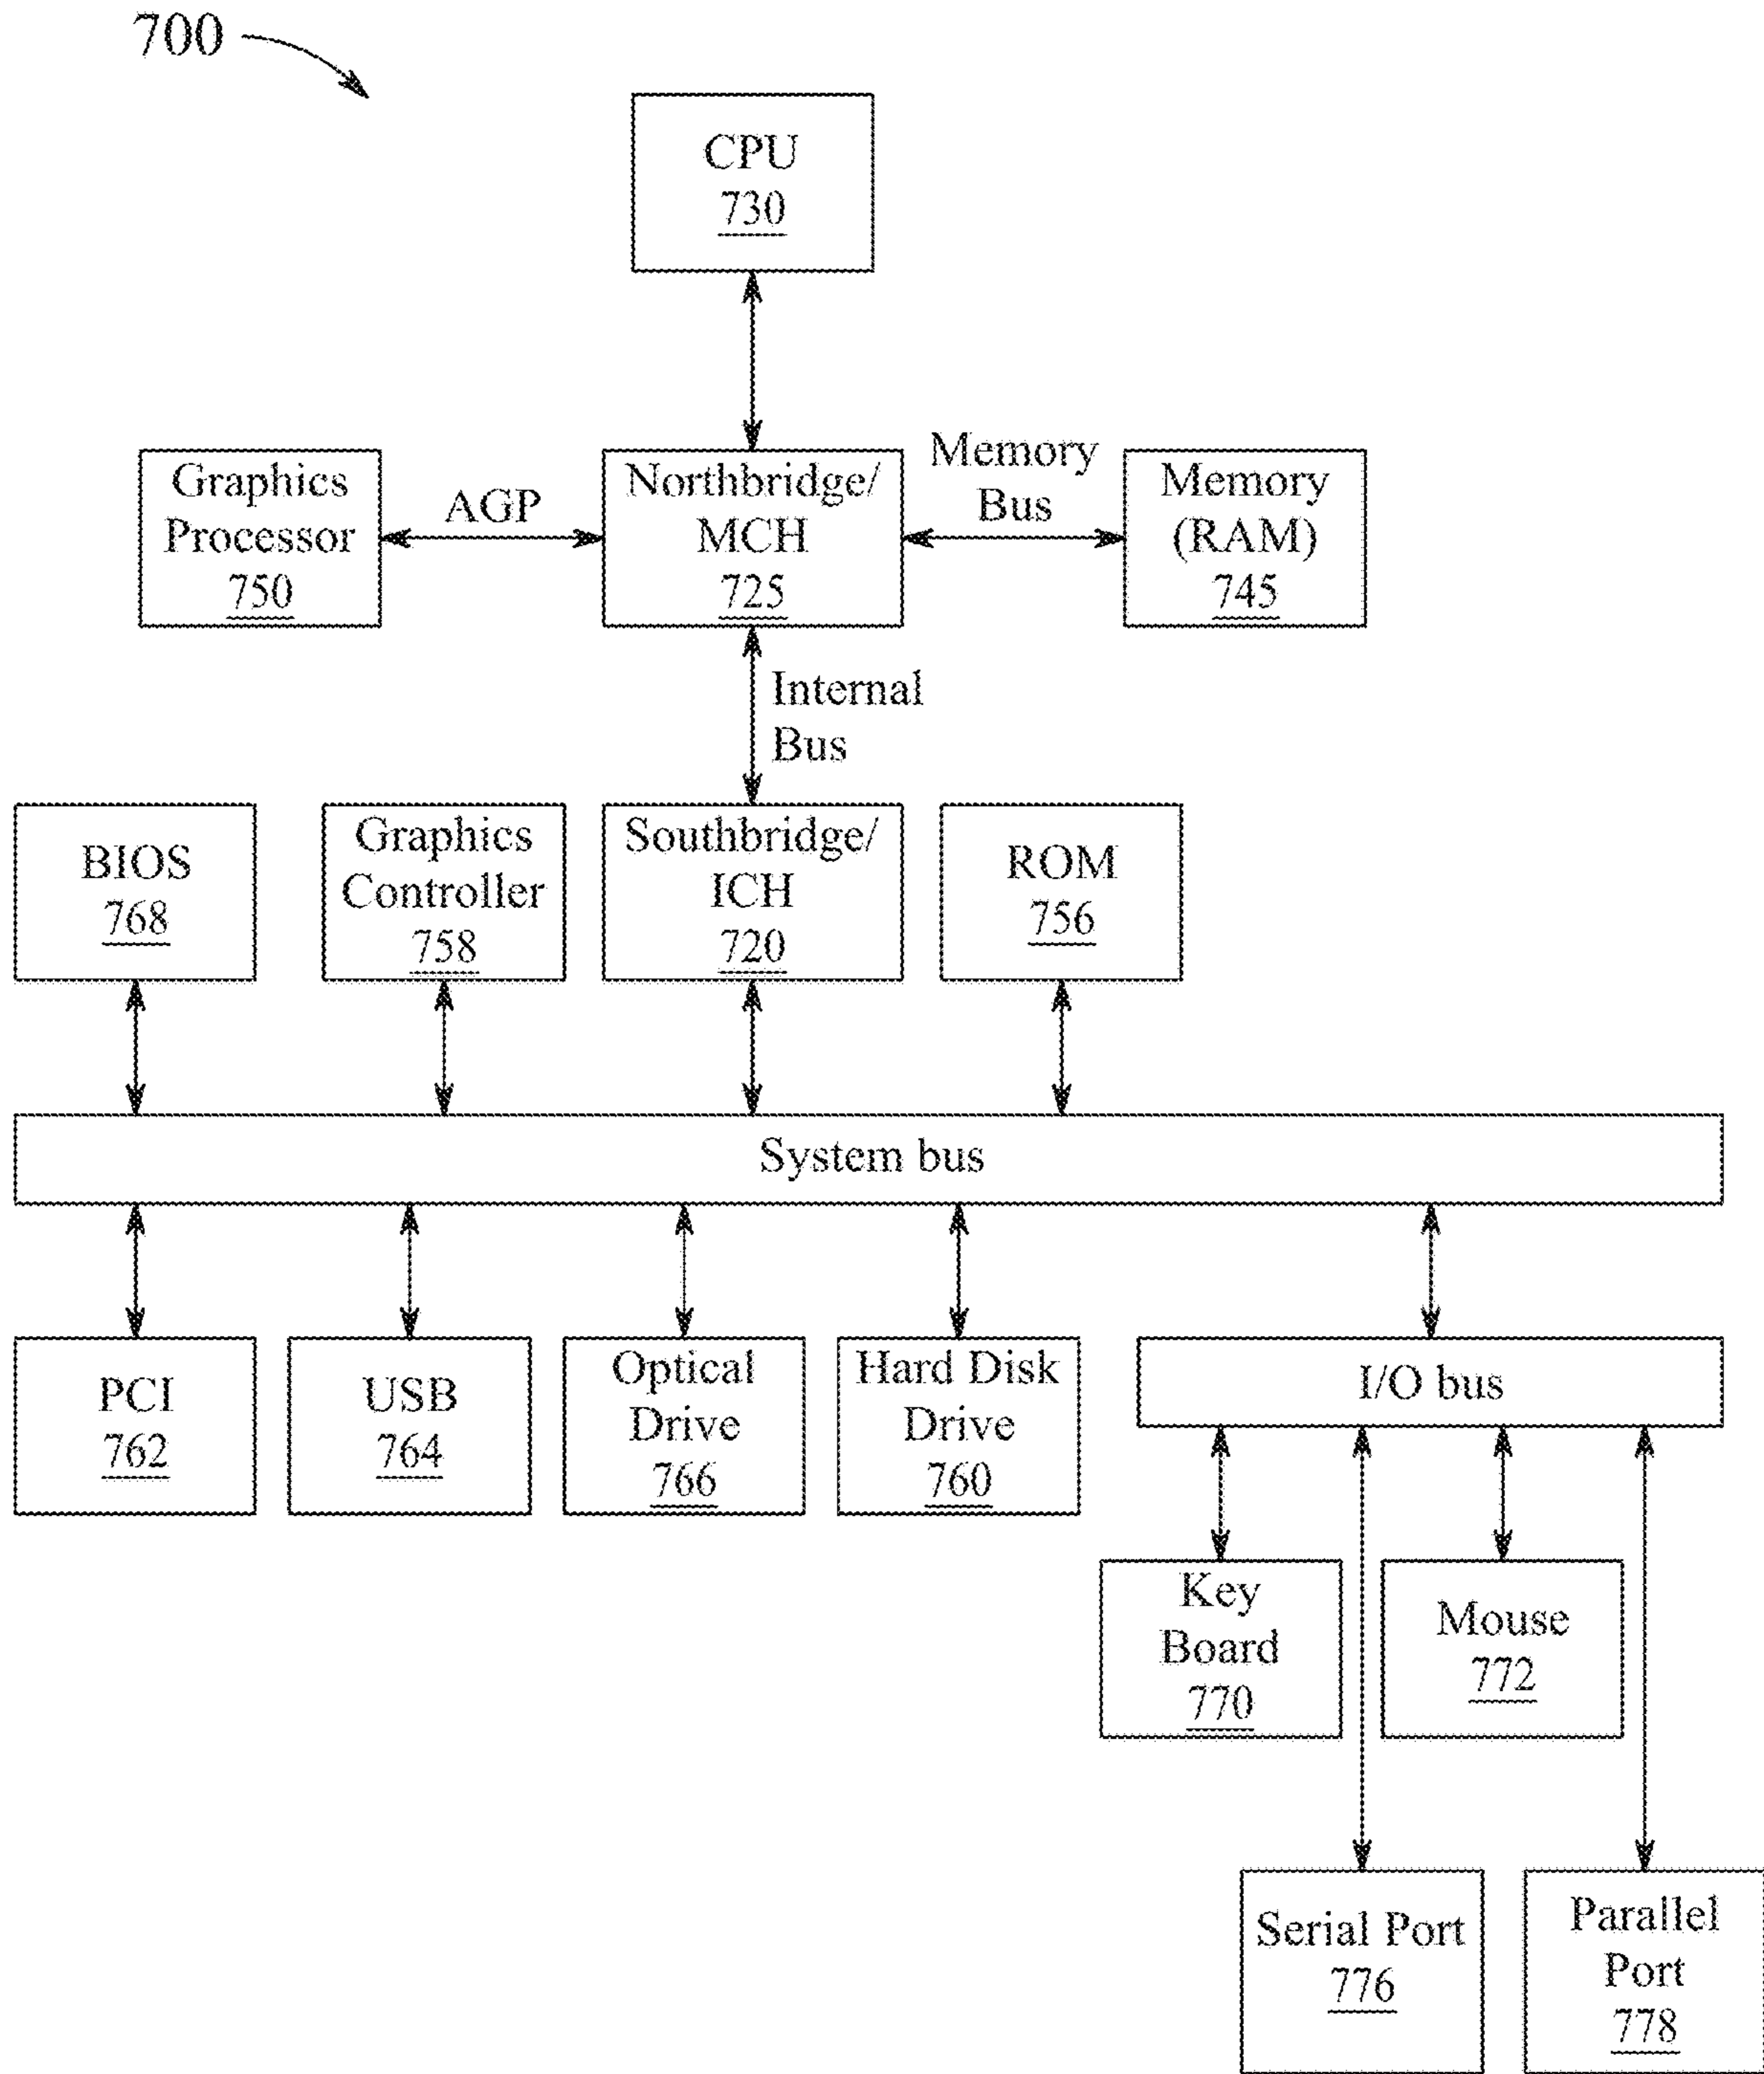 700
CPU
730
Graphics
Processor
750
AGP
Northbridge/
MCH
725
Memory
Bus
Memory
(RAM)
745
Internal
Bus
BIOS
768
Graphics
Controller
758
Southbridge/
ICH
720
ROM
756
System bus
PCI
762
USB
764
Optical
Drive
766
Hard Disk
Drive
760
I/O bus
Key
Board
770
Mouse
772
Serial Port
776
Parallel
Port
778